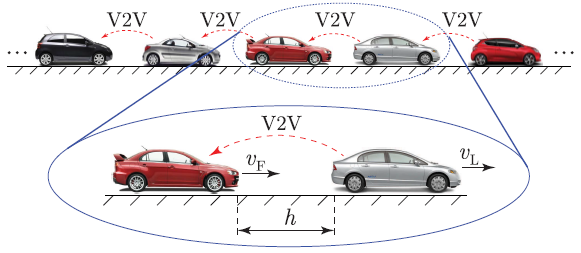 V2V V2V V2V V2V
... ...
V2V
v_F v_L
h